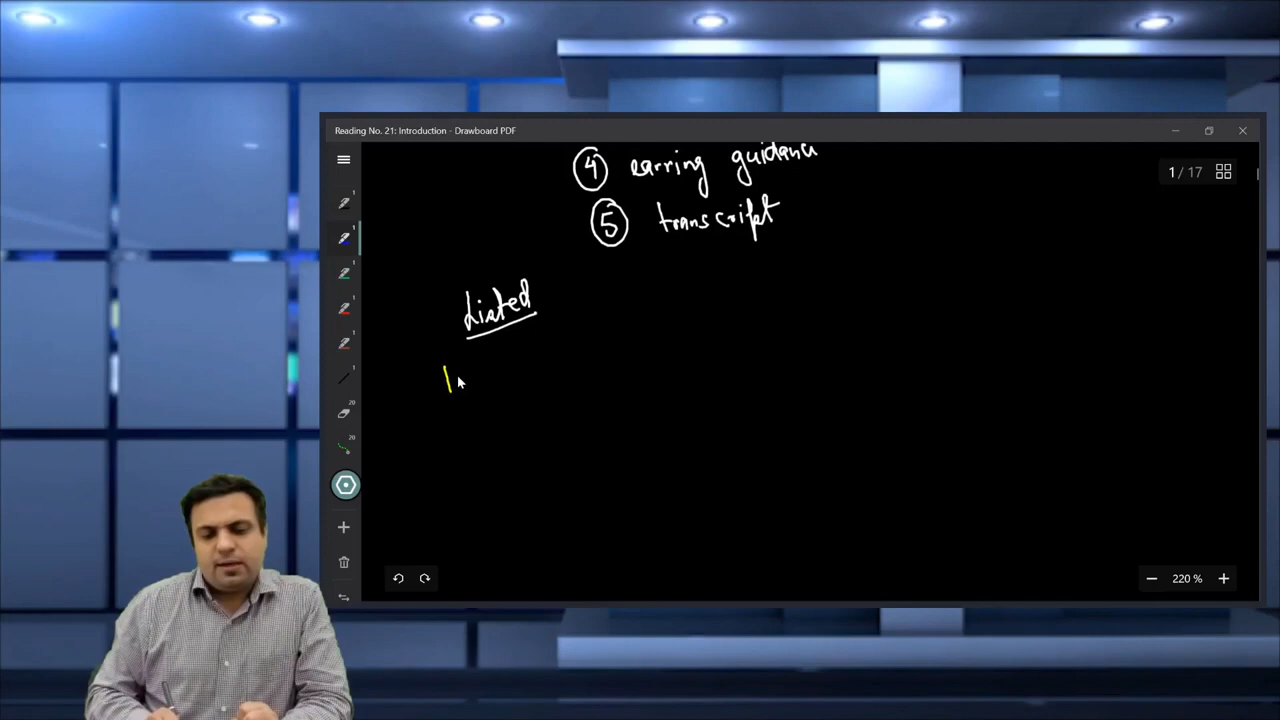 Reading No. 21: Introduction - Drawboard PDF
1 / 17
④ earring guidance
⑤ transcript
Listed
220 %